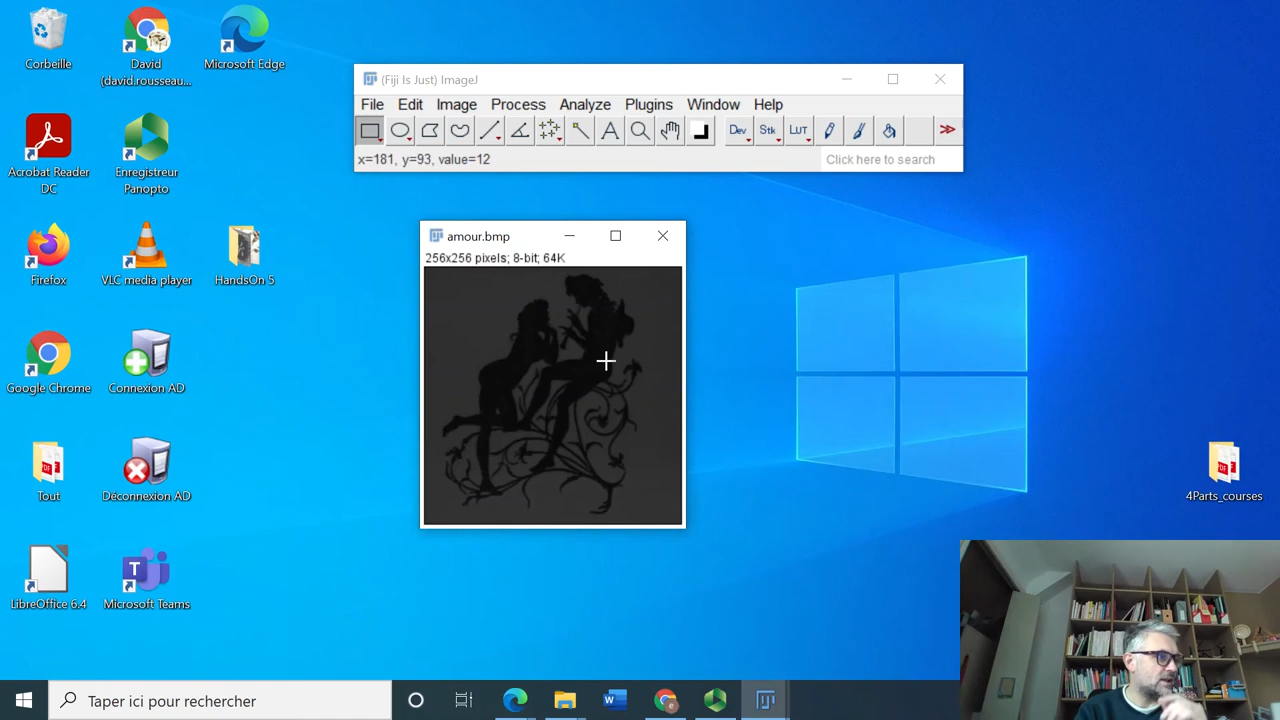 Corbeille
David
(david.rousseau...
Microsoft Edge
Acrobat Reader
DC
Enregistreur
Panopto
Firefox
VLC media player
HandsOn 5
Google Chrome
Connexion AD
Tout
Déconnexion AD
LibreOffice 6.4
Microsoft Teams
(Fiji Is Just) ImageJ
File Edit Image Process Analyze Plugins Window Help
Dev Stk LUT
x=181, y=93, value=12
Click here to search
amour.bmp
256x256 pixels; 8-bit; 64K
4Parts_courses
Taper ici pour rechercher